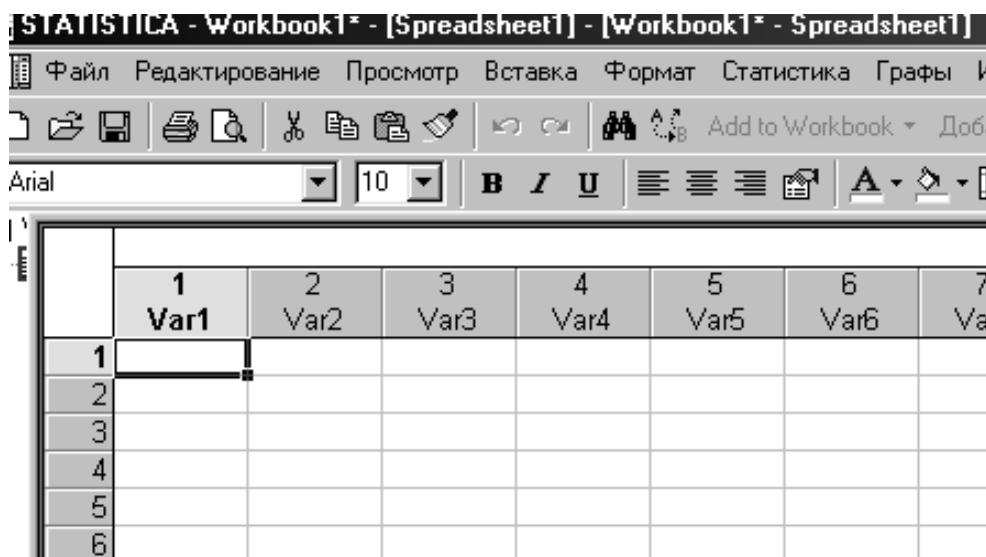 STATISTICA - Workbook1* - [Spreadsheet1] - [Workbook1* - Spreadsheet1]
Файл Редактирование Просмотр Вставка Формат Статистика Графы
Add to Workbook
Arial 10 B I U A
1 2 3 4 5 6 7
Var1 Var2 Var3 Var4 Var5 Var6
1
2
3
4
5
6